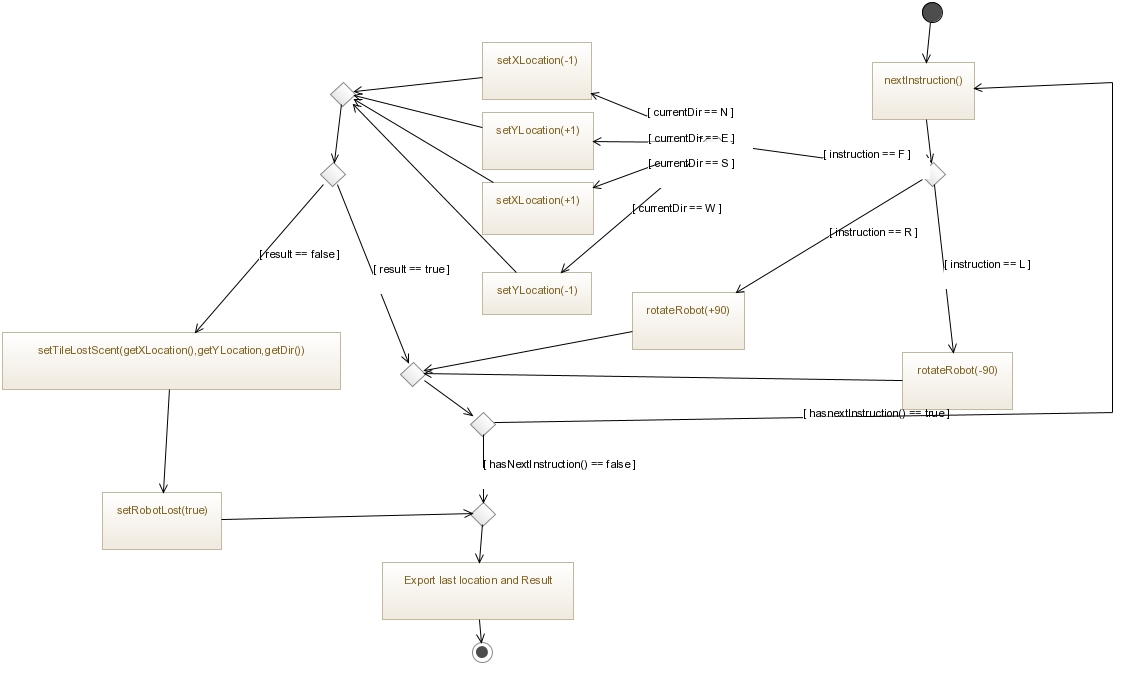 setXLocation(-1)
nextInstruction()
[ currentDir == N ]
setYLocation(+1)
[ currentDir == E ]
[ instruction == F ]
[ currentDir == S ]
setXLocation(+1)
[ currentDir == W ]
[ instruction == R ]
[ result == false ]
[ result == true ]
[ instruction == L ]
setYLocation(-1)
rotateRobot(+90)
setTileLostScent(getXLocation(),getYLocation,getDir())
rotateRobot(-90)
[ hasnextInstruction() == true ]
[ hasNextInstruction() == false ]
setRobotLost(true)
Export last location and Result